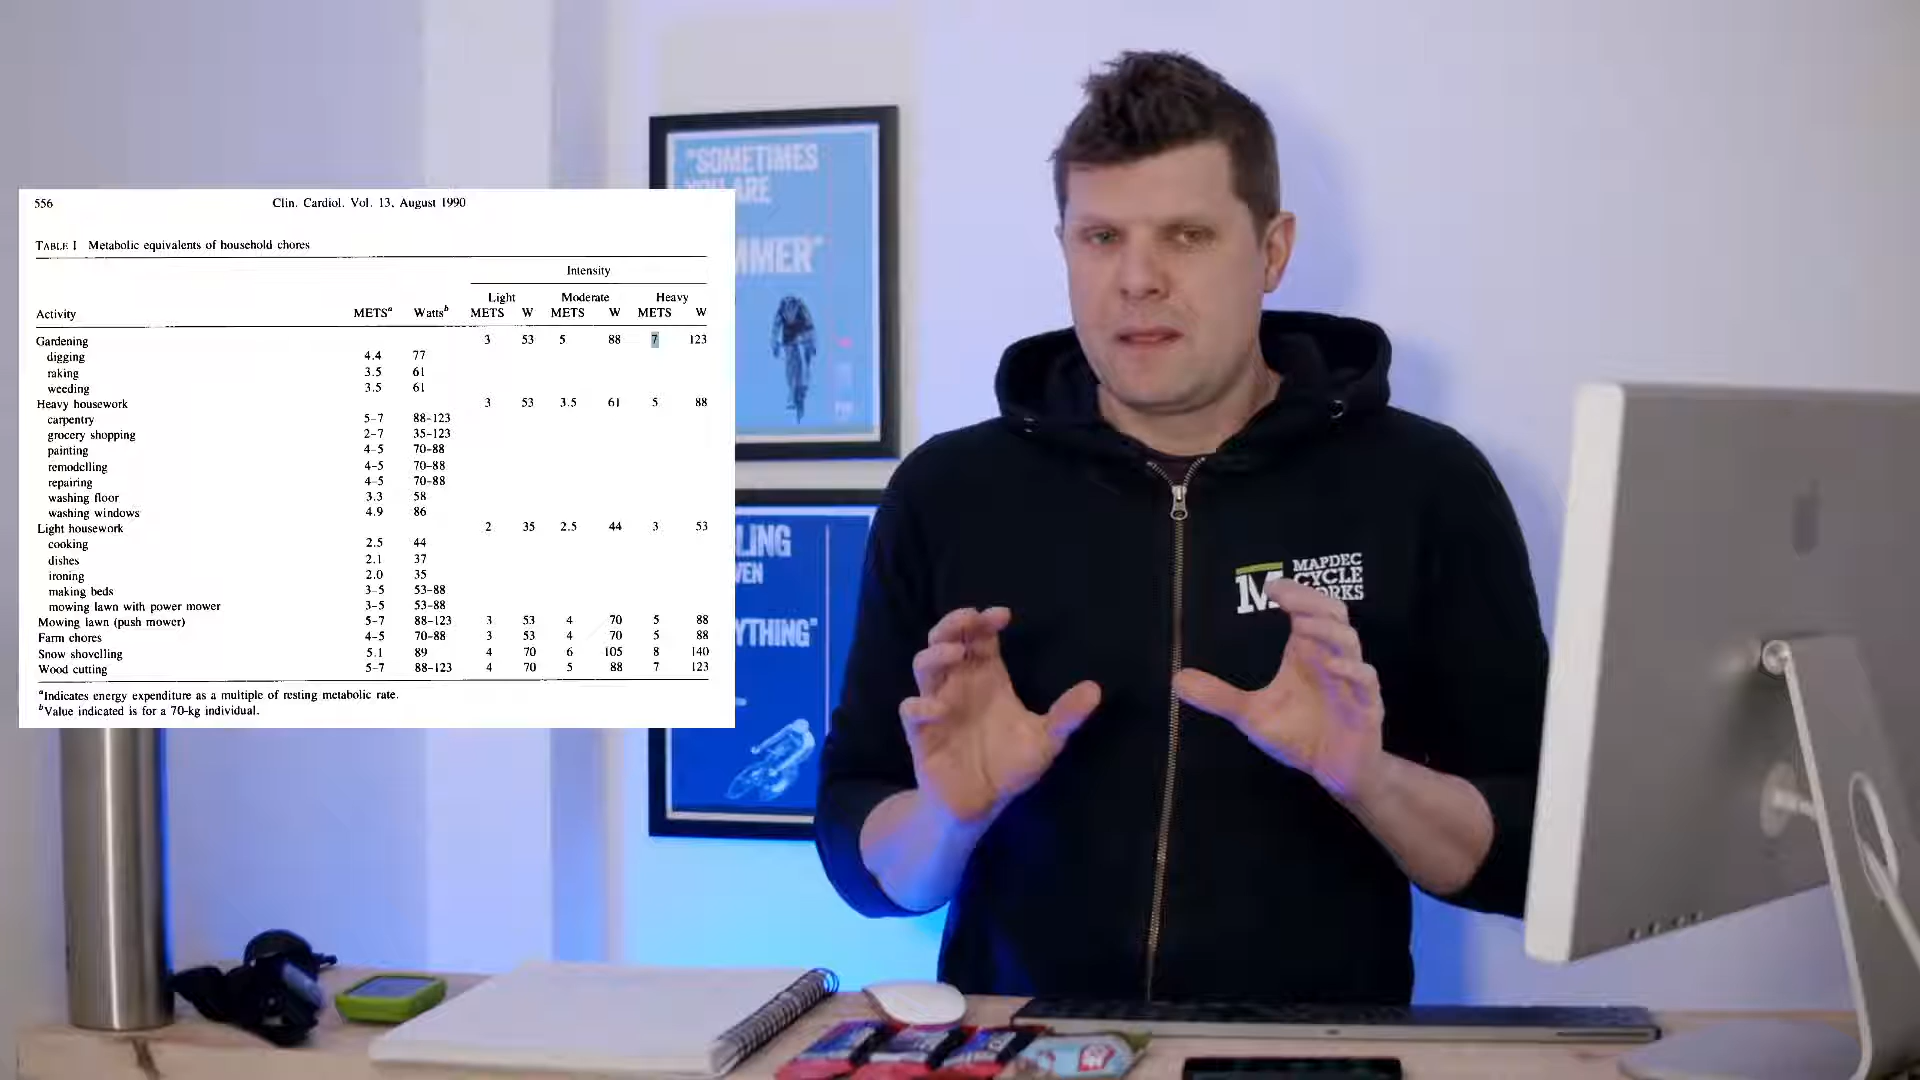 "SOMETIMES
YOU ARE
MMER"
556 Clin. Cardiol. Vol. 13, August 1990
TABLE I Metabolic equivalents of household chores
Intensity
Light Moderate Heavy
Activity METSa Wattsb METS W METS W METS W
Gardening 3 53 5 88 7 123
digging 4.4 77
raking 3.5 61
weeding 3.5 61
Heavy housework 3 53 3.5 61 5 88
carpentry 5–7 88–123
grocery shopping 2–7 35–123
painting 4–5 70–88
remodelling 4–5 70–88
repairing 4–5 70–88
washing floor 3.3 58
washing windows 4.9 86
Light housework 2 35 2.5 44 3 53
cooking 2.5 44
dishes 2.1 37
ironing 2.0 35
making beds 3–5 53–88
mowing lawn with power mower 3–5 53–88
Mowing lawn (push mower) 5–7 88–123 3 53 4 70 5 88
Farm chores 4–5 70–88 3 53 4 70 5 88
Snow shovelling 5.1 89 4 70 6 105 8 140
Wood cutting 5–7 88–123 4 70 5 88 7 123
aIndicates energy expenditure as a multiple of resting metabolic rate.
bValue indicated is for a 70-kg individual.
LING
VEN
YTHING"
1M MAPDEC
CYCLE
ORKS